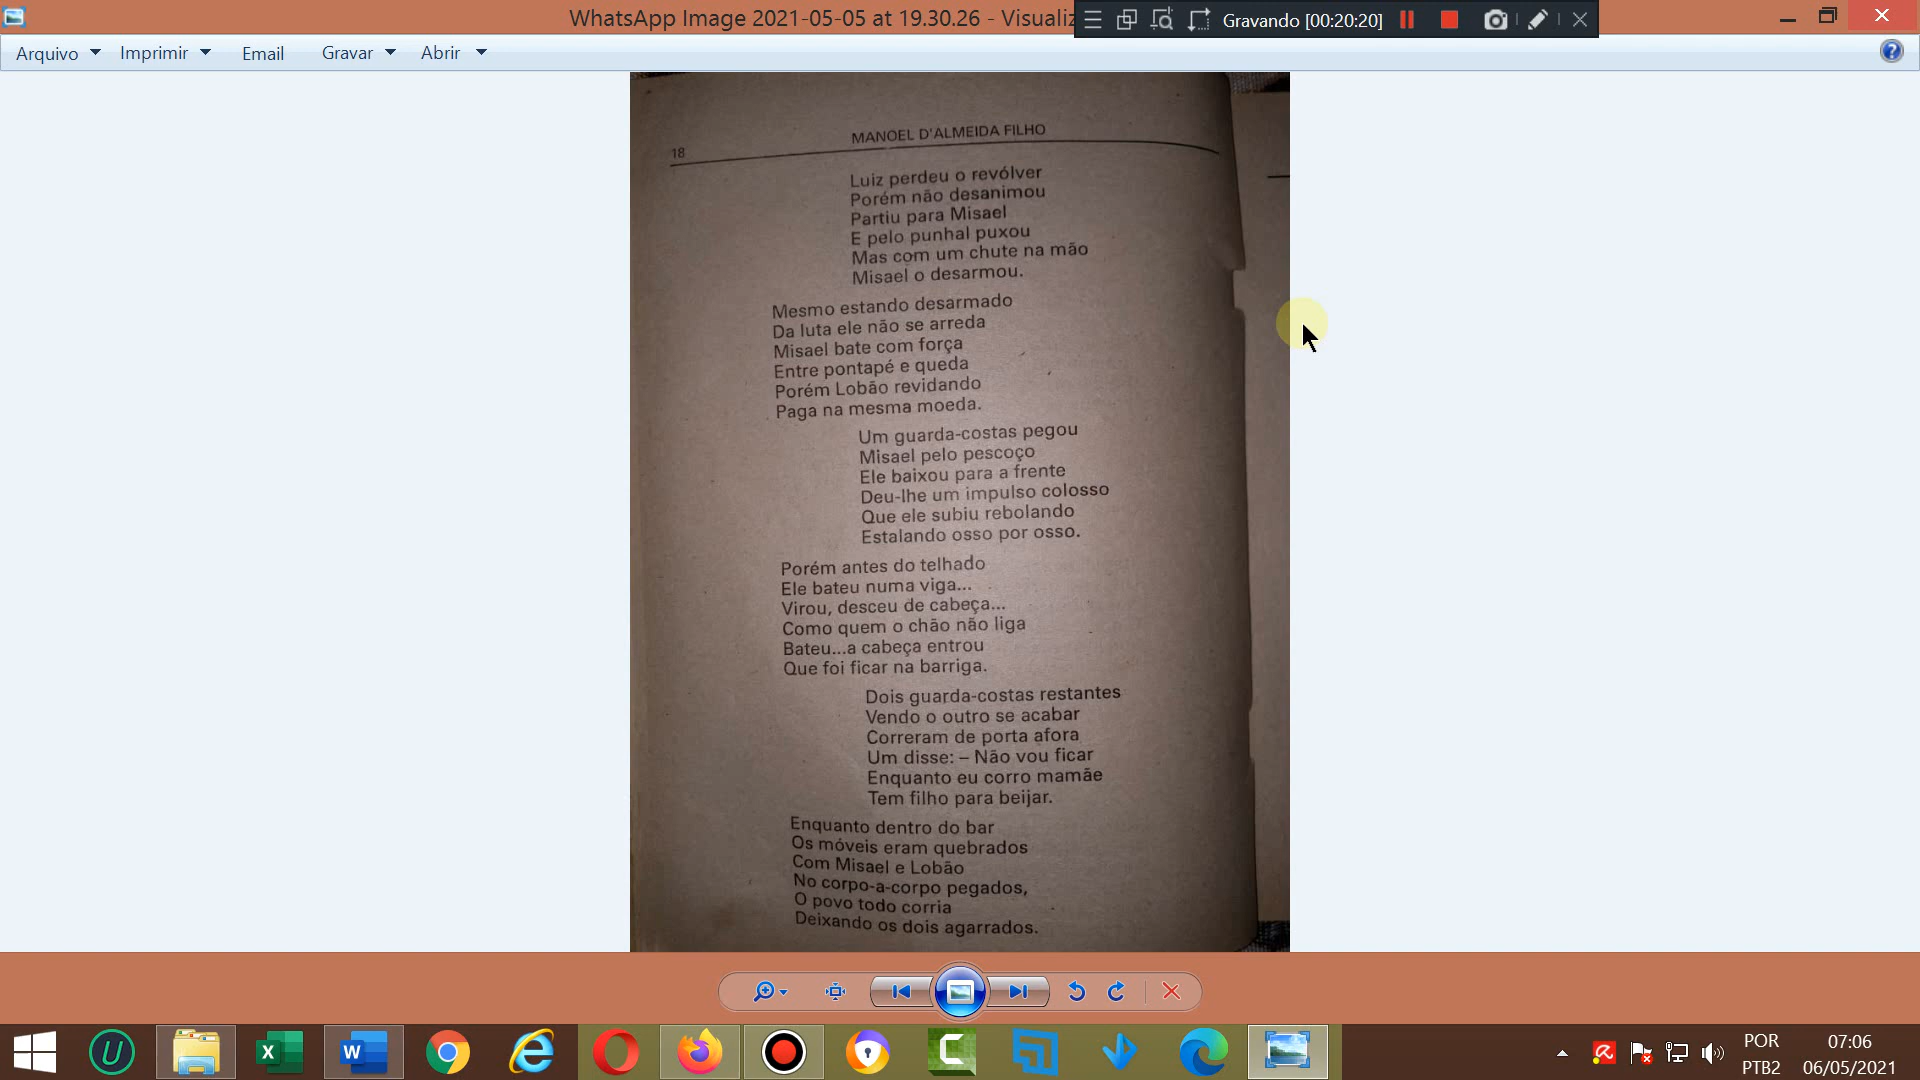 WhatsApp Image 2021-05-05 at 19.30.26 - Visualiz
Gravando [00:20:20]
Arquivo Imprimir Email Gravar Abrir
18
MANOEL D'ALMEIDA FILHO
Luiz perdeu o revólver
Porém não desanimou
Partiu para Misael
E pelo punhal puxou
Mas com um chute na mão
Misael o desarmou.
Mesmo estando desarmado
Da luta ele não se arreda
Misael bate com força
Entre pontapé e queda
Porém Lobão revidando
Paga na mesma moeda.
Um guarda-costas pegou
Misael pelo pescoço
Ele baixou para a frente
Deu-lhe um impulso colosso
Que ele subiu rebolando
Estalando osso por osso.
Porém antes do telhado
Ele bateu numa viga...
Virou, desceu de cabeça...
Como quem o chão não liga
Bateu...a cabeça entrou
Que foi ficar na barriga.
Dois guarda-costas restantes
Vendo o outro se acabar
Correram de porta afora
Um disse: – Não vou ficar
Enquanto eu corro mamãe
Tem filho para beijar.
Enquanto dentro do bar
Os móveis eram quebrados
Com Misael e Lobão
No corpo-a-corpo pegados,
O povo todo corria
Deixando os dois agarrados.
POR
07:06
PTB2
06/05/2021